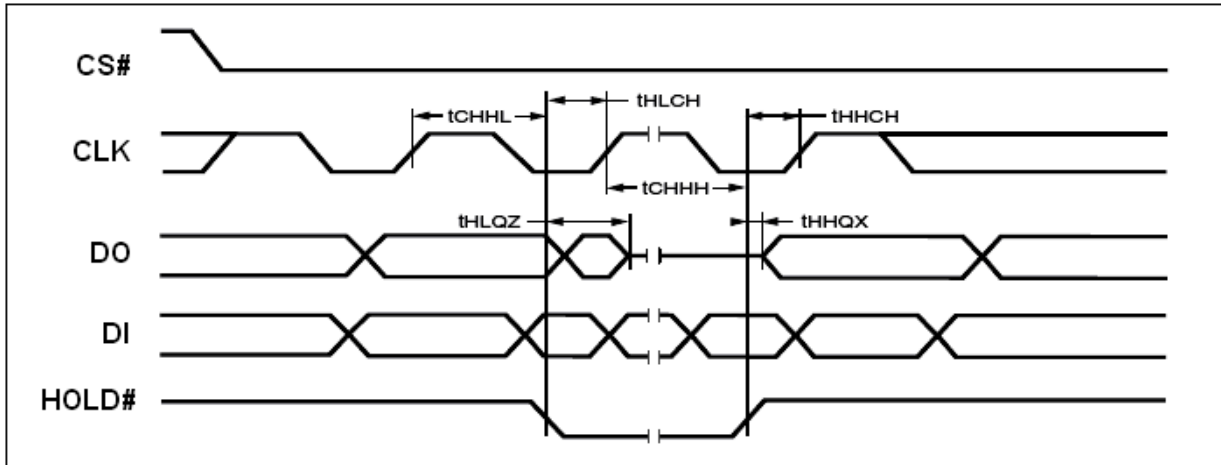 CS#
tHLCH
tCHHL
tHHCH
CLK
tCHHH
tHLQZ
tHHQX
DO
DI
HOLD#